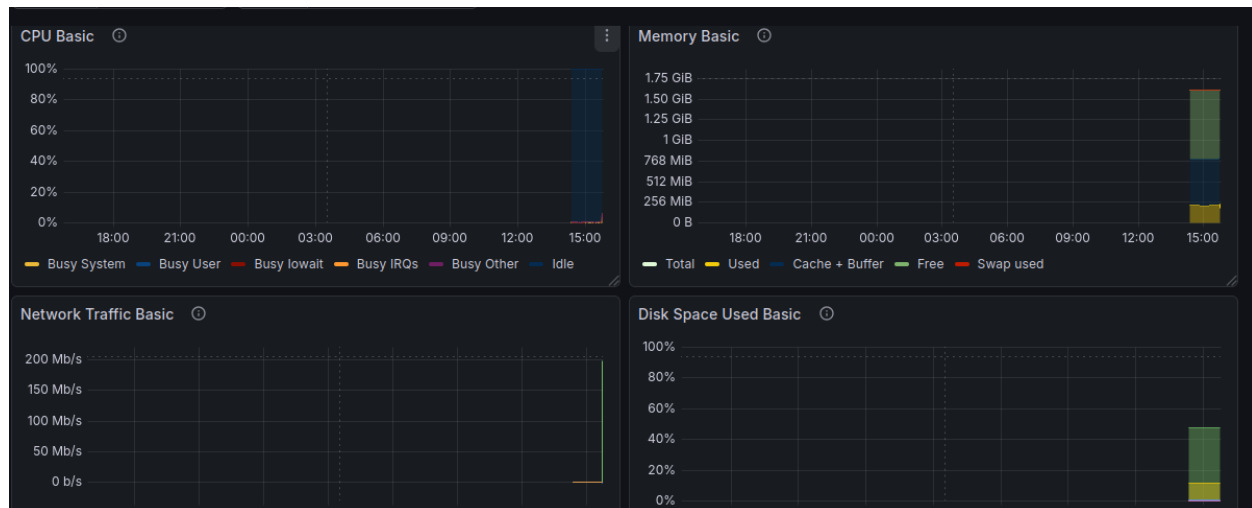 CPU Basic
100%
80%
60%
40%
20%
0%
18:00 21:00 00:00 03:00 06:00 09:00 12:00 15:00
Busy System Busy User Busy Iowait Busy IRQs Busy Other Idle
Memory Basic
1.75 GiB
1.50 GiB
1.25 GiB
1 GiB
768 MiB
512 MiB
256 MiB
0 B
18:00 21:00 00:00 03:00 06:00 09:00 12:00 15:00
Total Used Cache + Buffer Free Swap used
Network Traffic Basic
200 Mb/s
150 Mb/s
100 Mb/s
50 Mb/s
0 b/s
Disk Space Used Basic
100%
80%
60%
40%
20%
0%